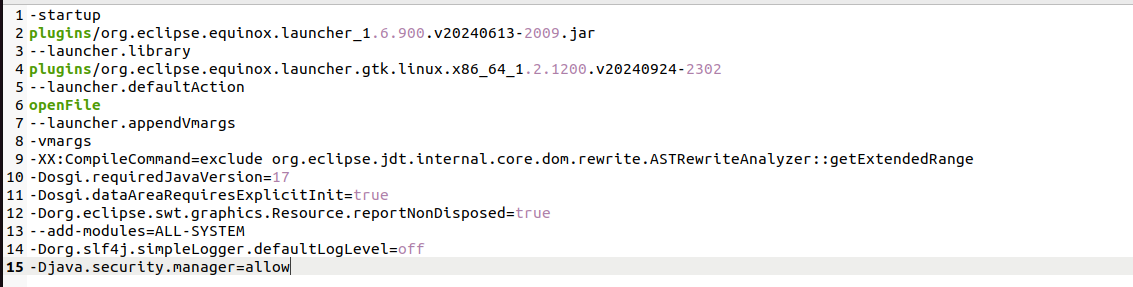 1 -startup
2 plugins/org.eclipse.equinox.launcher_1.6.900.v20240613-2009.jar
3 --launcher.library
4 plugins/org.eclipse.equinox.launcher.gtk.linux.x86_64_1.2.1200.v20240924-2302
5 --launcher.defaultAction
6 openFile
7 --launcher.appendVmargs
8 -vmargs
9 -XX:CompileCommand=exclude org.eclipse.jdt.internal.core.dom.rewrite.ASTRewriteAnalyzer::getExtendedRange
10 -Dosgi.requiredJavaVersion=17
11 -Dosgi.dataAreaRequiresExplicitInit=true
12 -Dorg.eclipse.swt.graphics.Resource.reportNonDisposed=true
13 --add-modules=ALL-SYSTEM
14 -Dorg.slf4j.simpleLogger.defaultLogLevel=off
15 -Djava.security.manager=allow